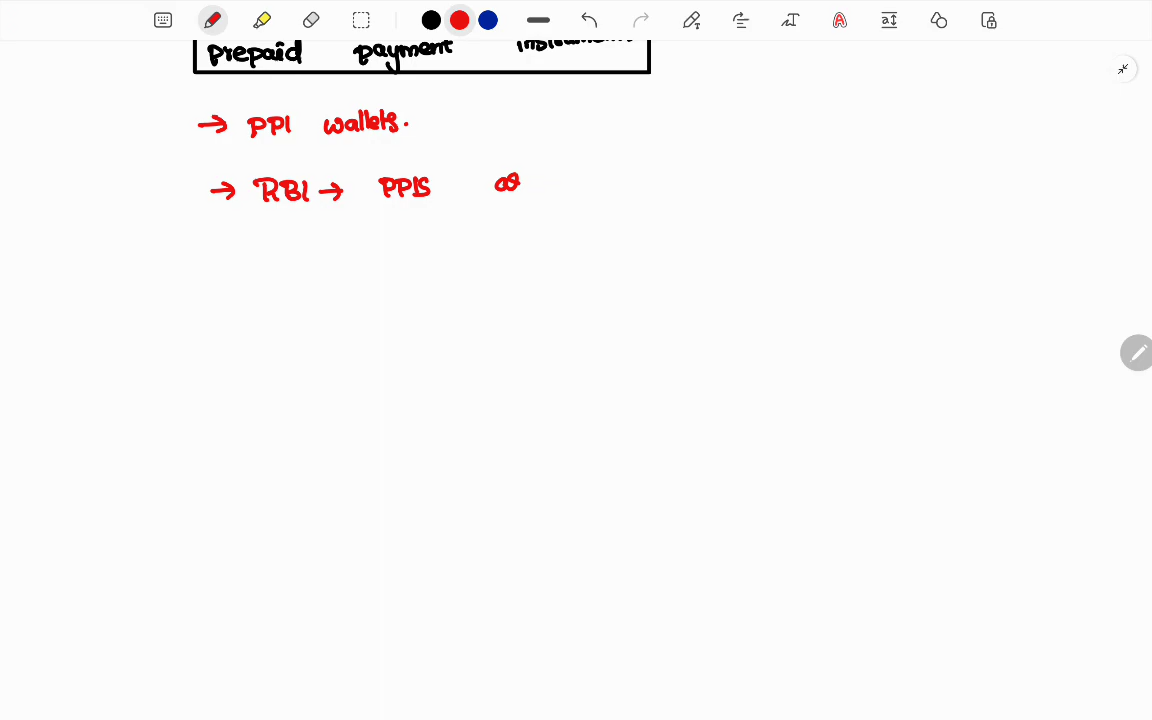 prepaid payment
→ PPI wallets.
→ RBI → PPIS